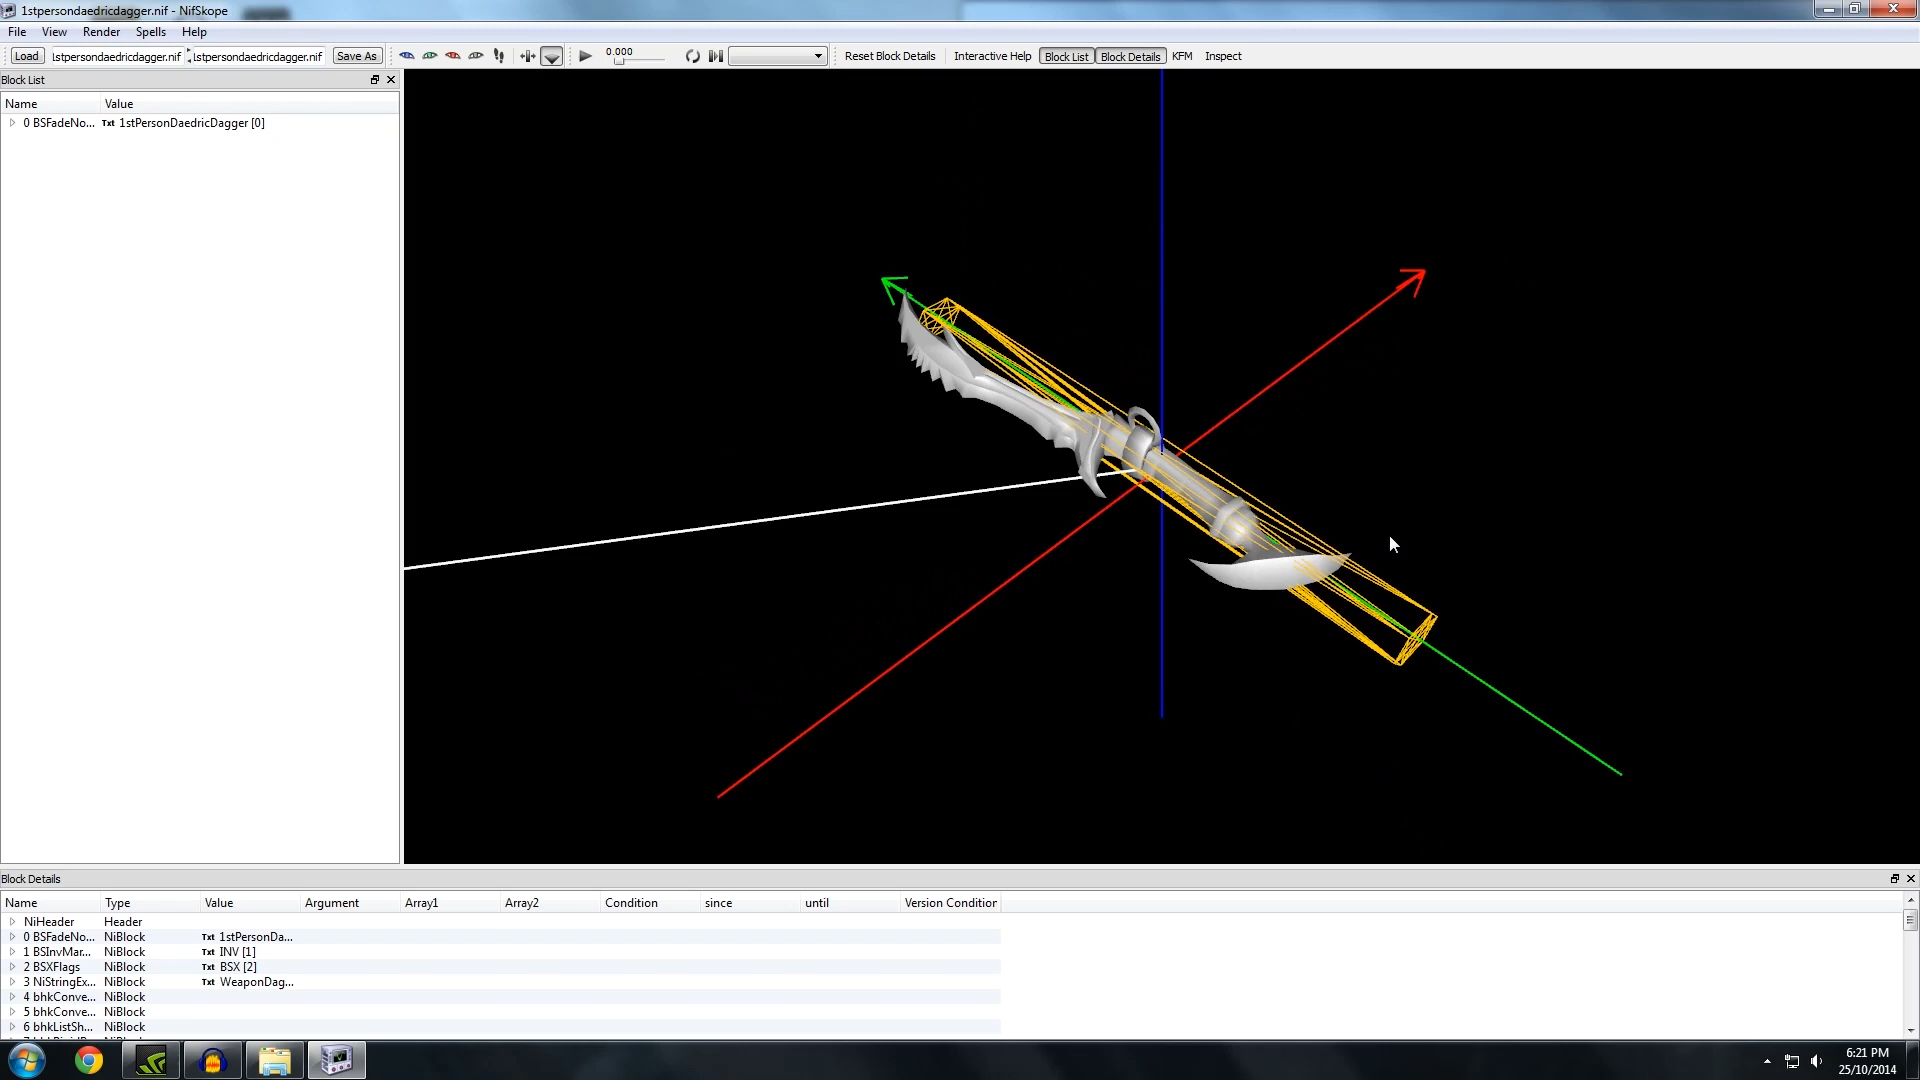 1stpersondaedricdagger.nif - NifSkope
File View Render Spells Help
Load 1stpersondaedricdagger.nif 1stpersondaedricdagger.nif Save As 0.000 Reset Block Details Interactive Help Block List Block Details KFM Inspect
Block List
Name Value
0 BSFadeNo... Txt 1stPersonDaedricDagger [0]
Block Details
Name Type Value Argument Array1 Array2 Condition since until Version Condition
NiHeader Header
0 BSFadeNo... NiBlock Txt 1stPersonDa...
1 BSInvMar... NiBlock Txt INV [1]
2 BSXFlags NiBlock Txt BSX [2]
3 NiStringEx... NiBlock Txt WeaponDag...
4 bhkConve... NiBlock
5 bhkConve... NiBlock
6 bhkListSh... NiBlock
6:21 PM
25/10/2014